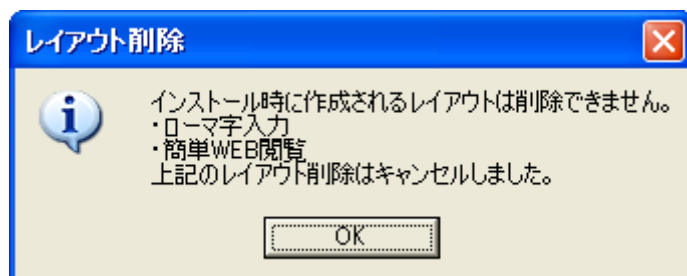 レイアウト削除
インストール時に作成されるレイアウトは削除できません。
・ローマ字入力
・簡単WEB閲覧
上記のレイアウト削除はキャンセルしました。
OK